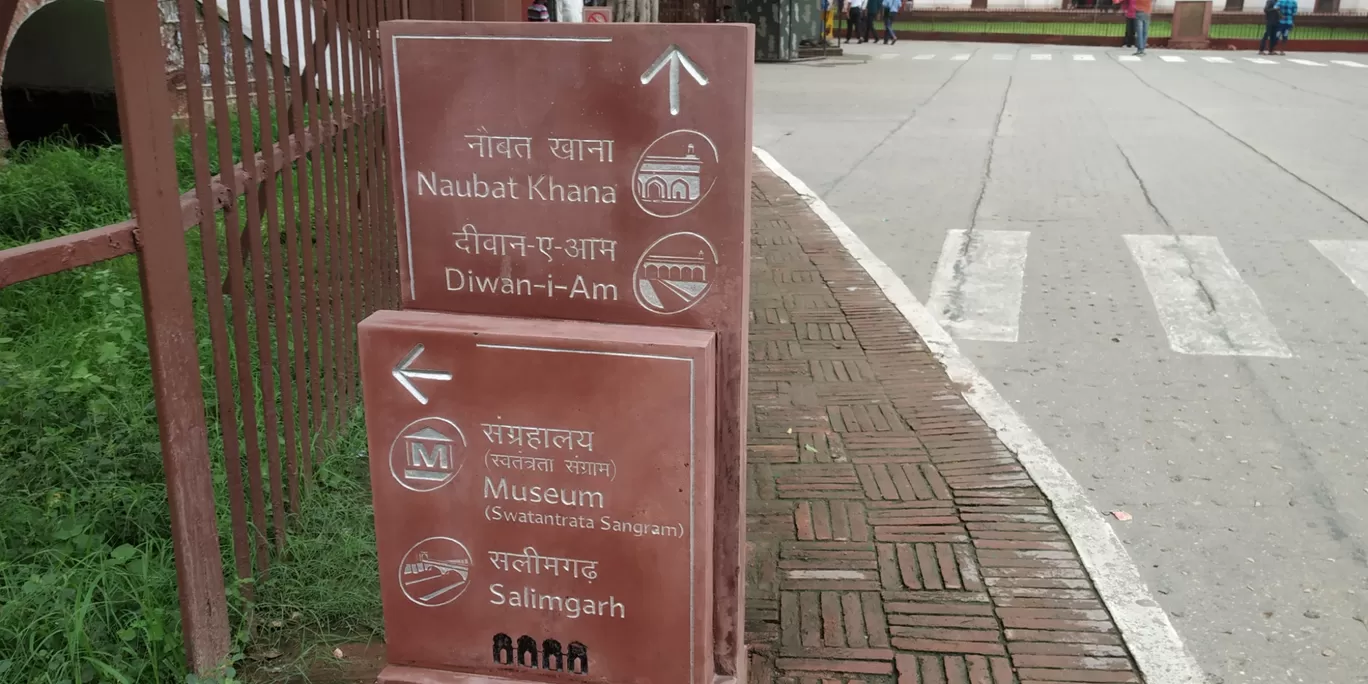 नौबत खाना
Naubat Khana
दीवान-ए-आम
Diwan-i-Am
M
संग्रहालय
(स्वतंत्रता संग्राम)
Museum
(Swatantrata Sangram)
सलीमगढ़
Salimgarh